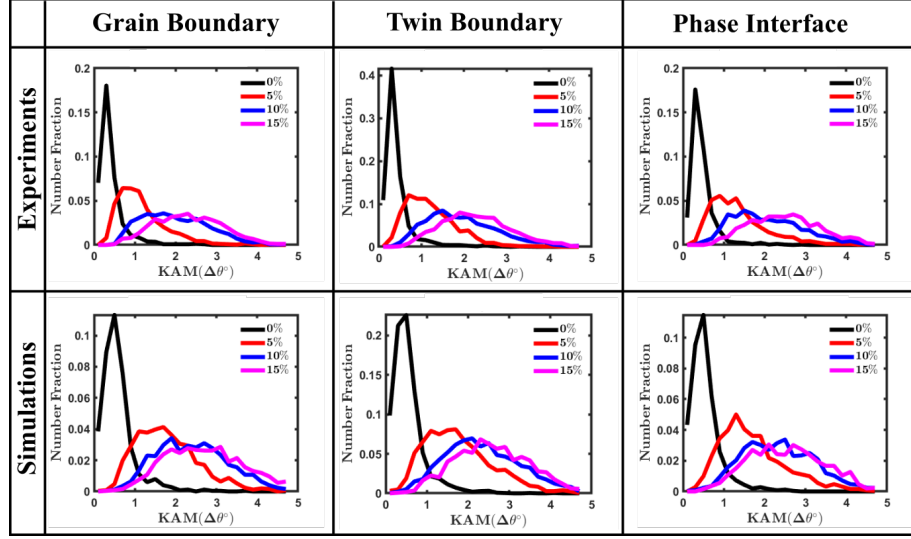 Grain Boundary
Twin Boundary
Phase Interface
Experiments
Number Fraction
0.2
0.15
0.1
0.05
0
0%
5%
10%
15%
0 1 2 3 4 5
KAM(Δθ°)
Number Fraction
0.4
0.3
0.2
0.1
0
0%
5%
10%
15%
0 1 2 3 4 5
KAM(Δθ°)
Number Fraction
0.2
0.15
0.1
0.05
0
0%
5%
10%
15%
0 1 2 3 4 5
KAM(Δθ°)
Simulations
Number Fraction
0.1
0.08
0.06
0.04
0.02
0
0%
5%
10%
15%
0 1 2 3 4 5
KAM(Δθ°)
Number Fraction
0.2
0.15
0.1
0.05
0
0%
5%
10%
15%
0 1 2 3 4 5
KAM(Δθ°)
Number Fraction
0.1
0.08
0.06
0.04
0.02
0
0%
5%
10%
15%
0 1 2 3 4 5
KAM(Δθ°)